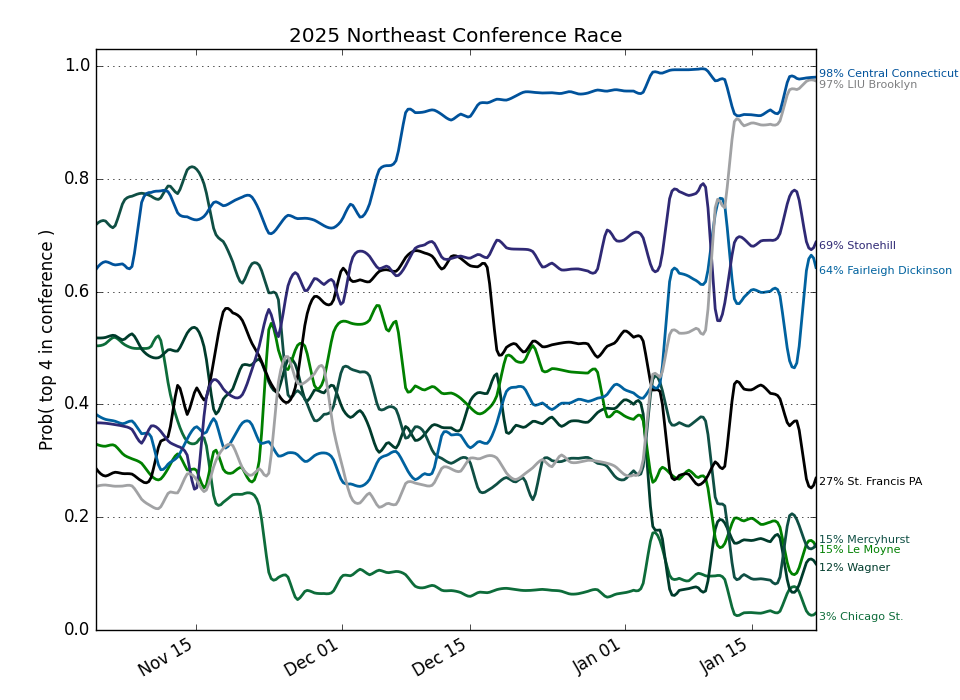 2025 Northeast Conference Race
Prob( top 4 in conference )
1.0
0.8
0.6
0.4
0.2
0.0
Nov 15
Dec 01
Dec 15
Jan 01
Jan 15
98% Central Connecticut
97% LIU Brooklyn
69% Stonehill
64% Fairleigh Dickinson
27% St. Francis PA
15% Mercyhurst
15% Le Moyne
12% Wagner
3% Chicago St.